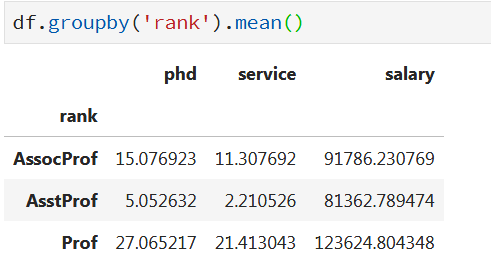 df.groupby('rank').mean()
phd service salary
rank
AssocProf 15.076923 11.307692 91786.230769
AsstProf 5.052632 2.210526 81362.789474
Prof 27.065217 21.413043 123624.804348